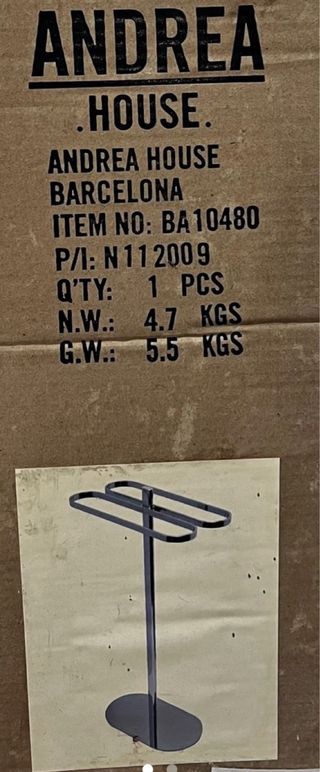 ANDREA
.HOUSE.
ANDREA HOUSE
BARCELONA
ITEM NO: BA10480
P/I: N112009
Q'TY: 1 PCS
N.W.: 4.7 KGS
G.W.: 5.5 KGS